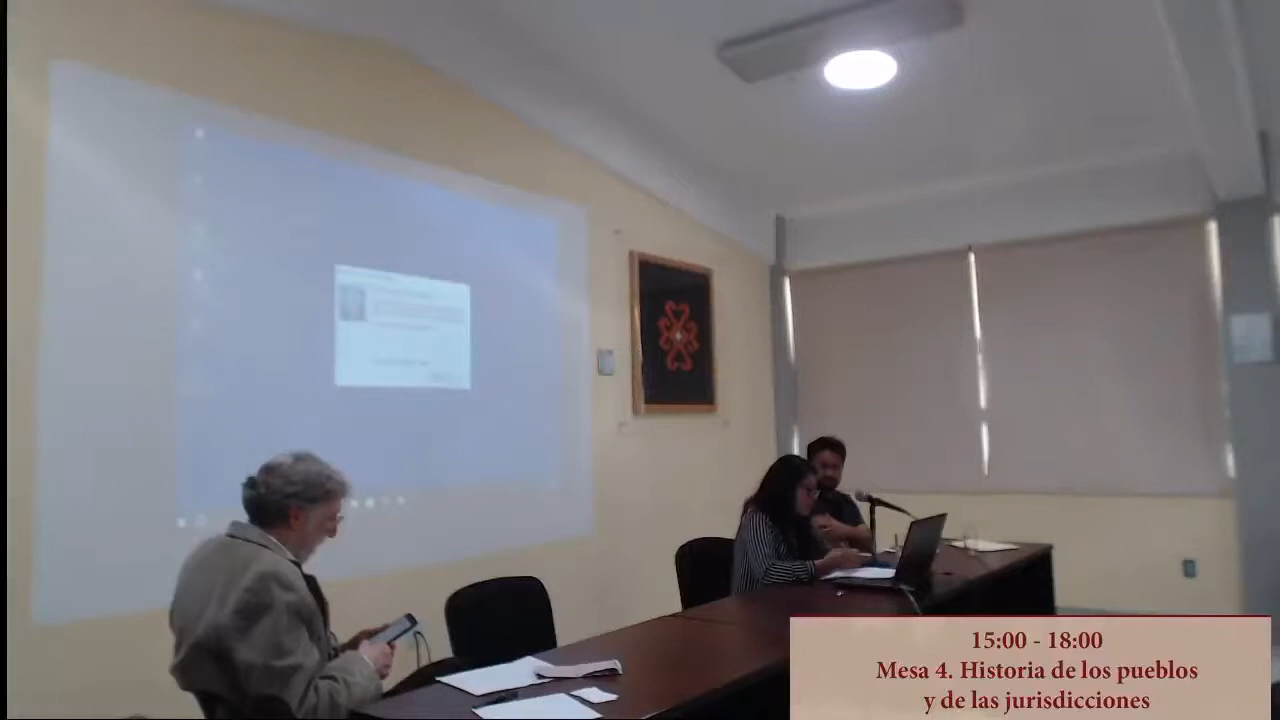 15:00 - 18:00
Mesa 4. Historia de los pueblos
y de las jurisdicciones